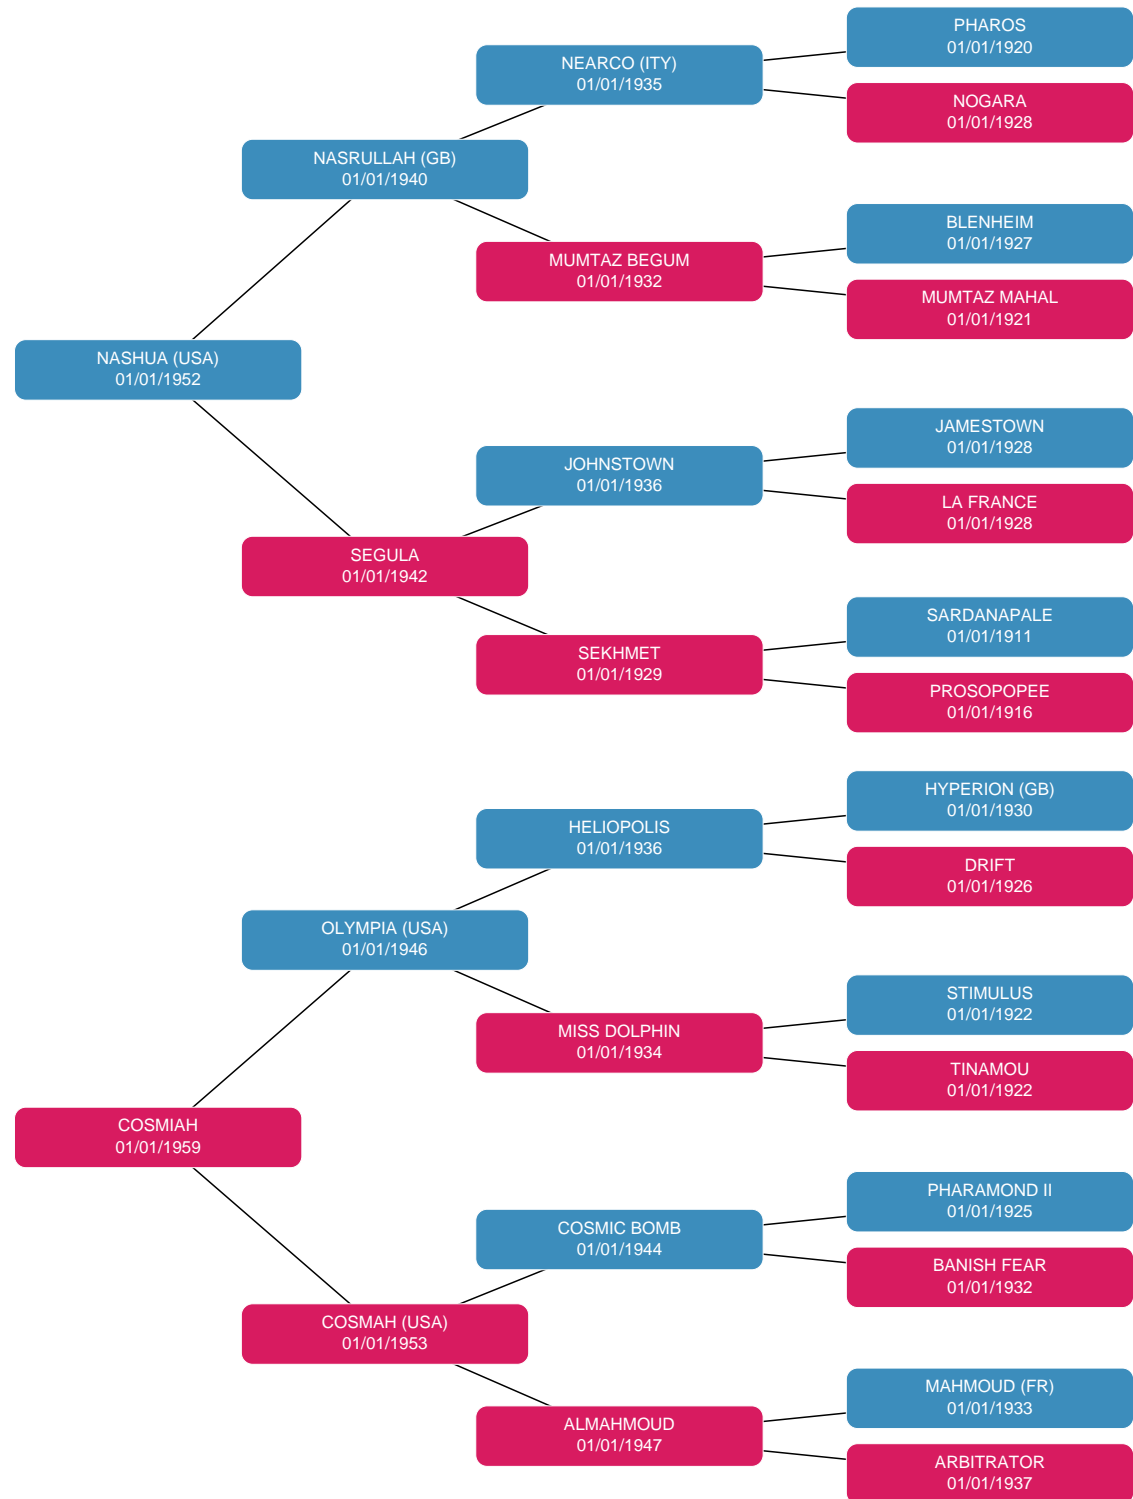 PHAROS
01/01/1920
NEARCO (ITY)
01/01/1935
NOGARA
01/01/1928
NASRULLAH (GB)
01/01/1940
BLENHEIM
01/01/1927
MUMTAZ BEGUM
01/01/1932
MUMTAZ MAHAL
01/01/1921
NASHUA (USA)
01/01/1952
JAMESTOWN
01/01/1928
JOHNSTOWN
01/01/1936
LA FRANCE
01/01/1928
SEGULA
01/01/1942
SARDANAPALE
01/01/1911
SEKHMET
01/01/1929
PROSOPOPEE
01/01/1916
HYPERION (GB)
01/01/1930
HELIOPOLIS
01/01/1936
DRIFT
01/01/1926
OLYMPIA (USA)
01/01/1946
STIMULUS
01/01/1922
MISS DOLPHIN
01/01/1934
TINAMOU
01/01/1922
COSMIAH
01/01/1959
PHARAMOND II
01/01/1925
COSMIC BOMB
01/01/1944
BANISH FEAR
01/01/1932
COSMAH (USA)
01/01/1953
MAHMOUD (FR)
01/01/1933
ALMAHMOUD
01/01/1947
ARBITRATOR
01/01/1937